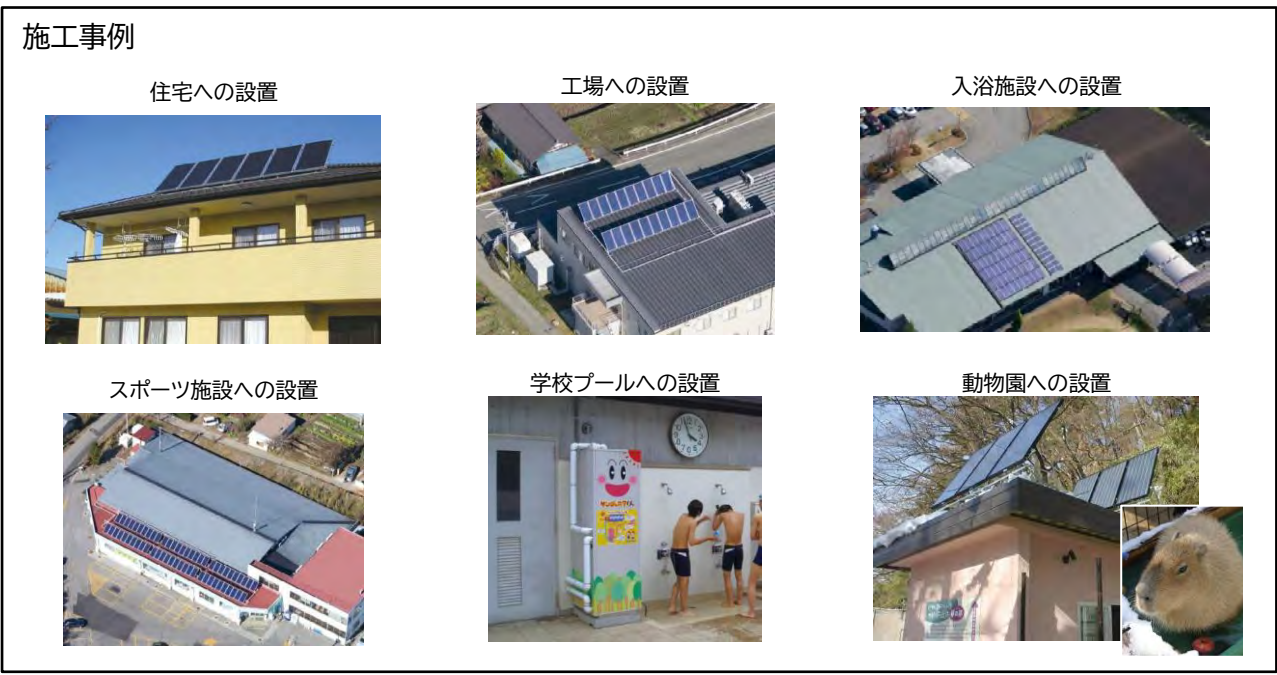 施工事例
住宅への設置
工場への設置
入浴施設への設置
スポーツ施設への設置
学校プールへの設置
動物園への設置